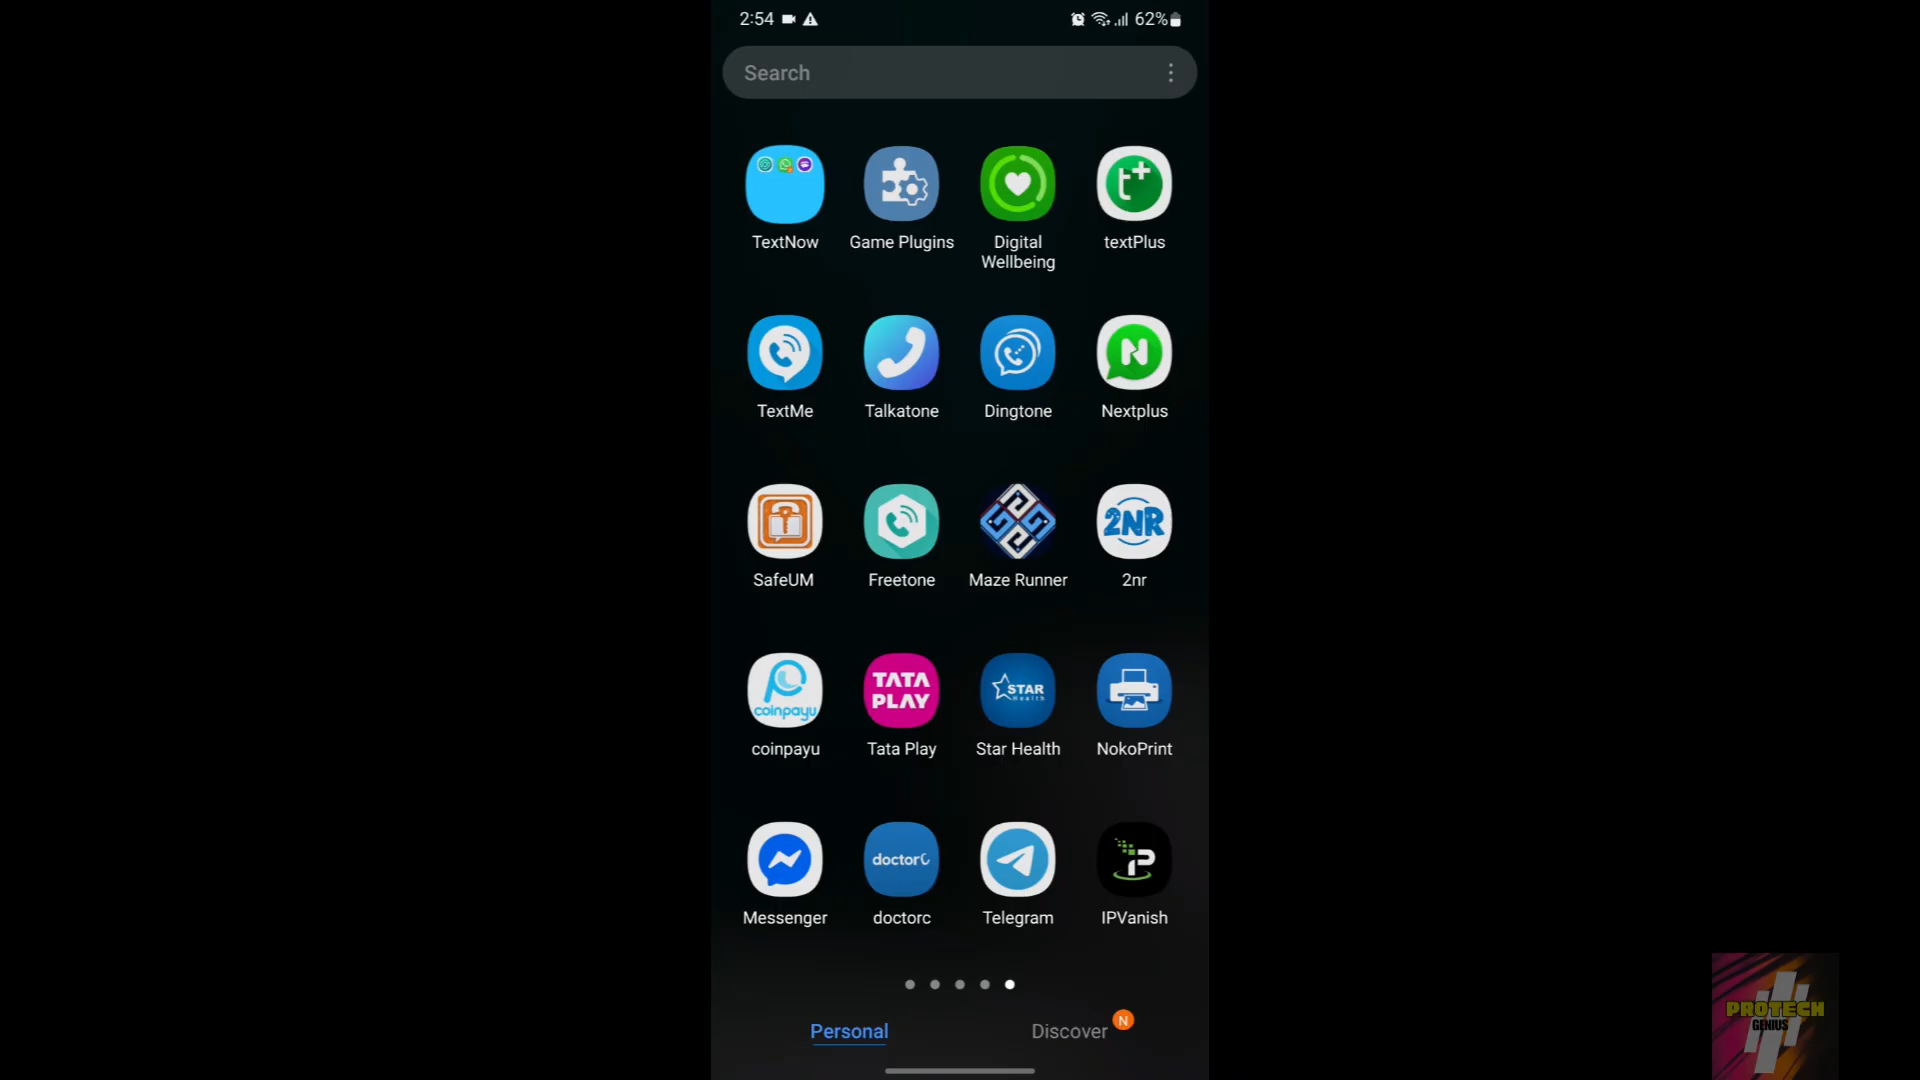 2:54
62%
Search
TextNow
Game Plugins
Digital
Wellbeing
t+
textPlus
TextMe
Talkatone
Dingtone
N
Nextplus
SafeUM
Freetone
Maze Runner
2NR
2nr
coinpayu
coinpayu
TATA
PLAY
Tata Play
STAR
Health
Star Health
NokoPrint
Messenger
doctorC
doctorc
Telegram
IP
IPVanish
Personal
Discover
N
PROTECH
GENIUS